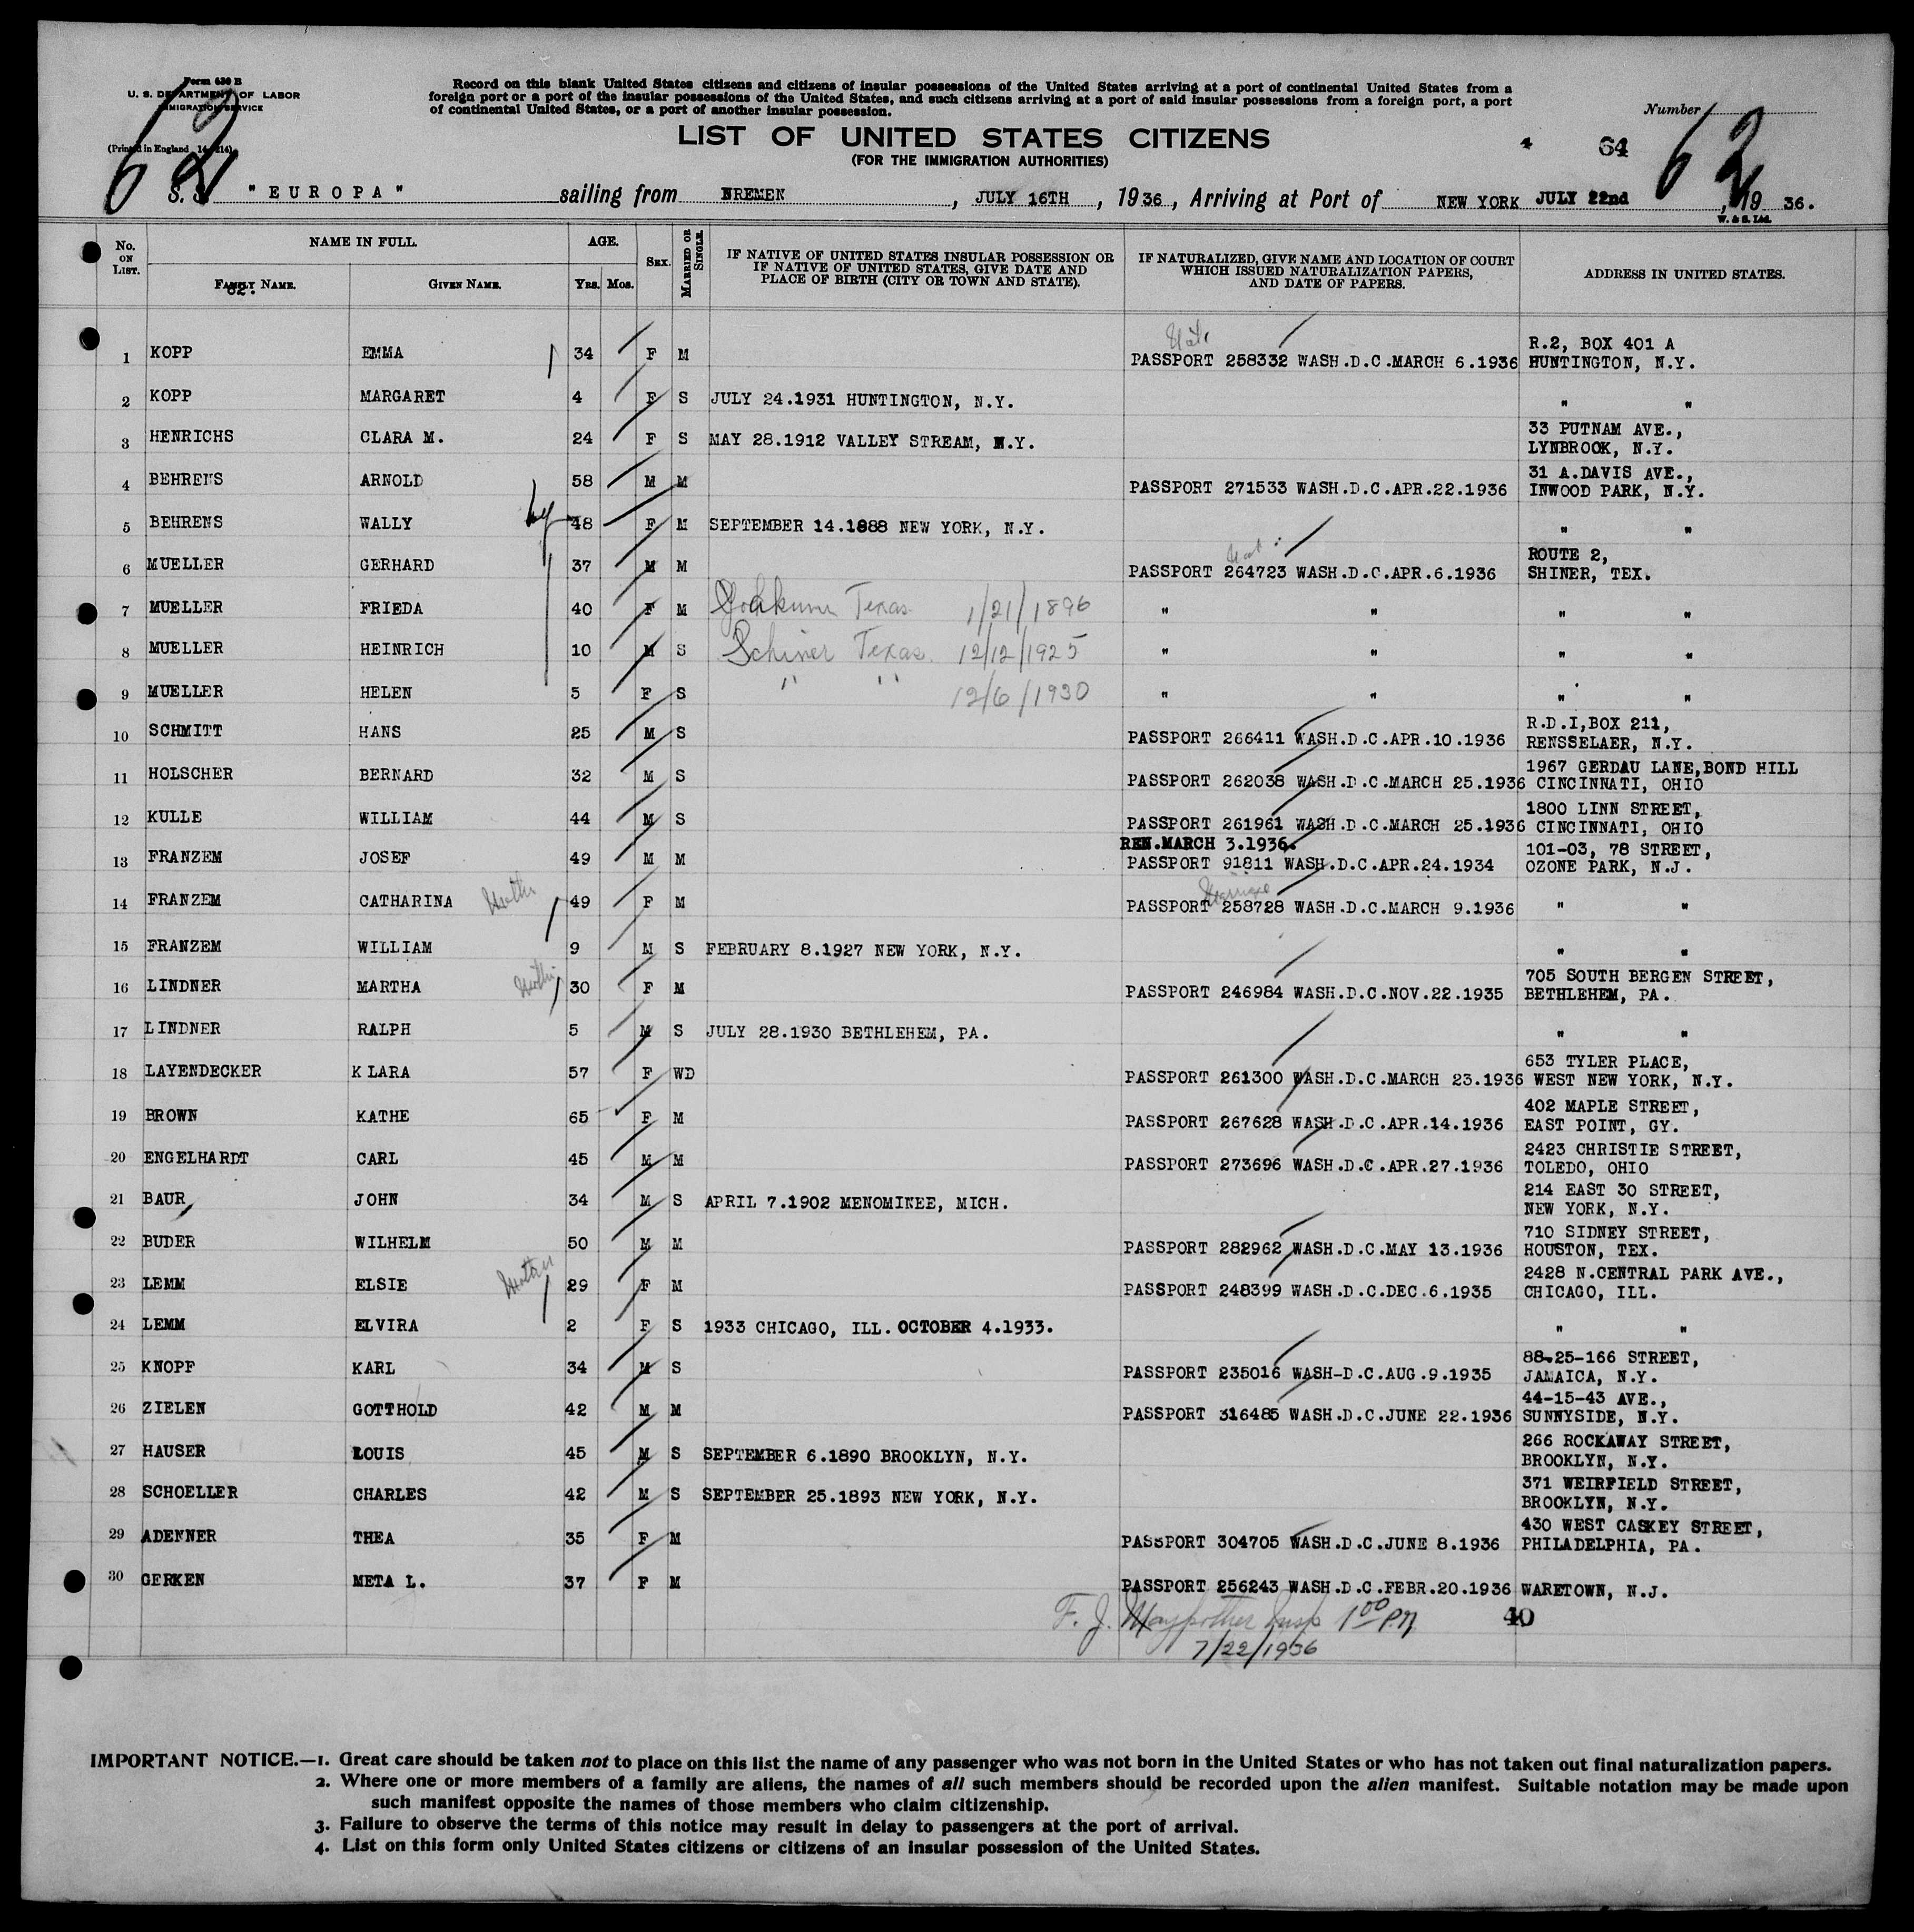 Form 630 B
U. S. DEPARTMENT OF LABOR
IMMIGRATION SERVICE
(Printed in England
62
Record on this blank United States citizens and citizens of insular possessions of the United States arriving at a port of continental United States from a
foreign port or a port of the insular possessions of the United States, and such citizens arriving at a port of said insular possessions from a foreign port, a port
of continental United States, or a port of another insular possession.
LIST OF UNITED STATES CITIZENS
(FOR THE IMMIGRATION AUTHORITIES)
Number
4 64 62
S. S. "EUROPA" sailing from BREMEN, JULY 16TH, 1936, Arriving at Port of NEW YORK JULY 22nd, 19 36.
W. & S. Ltd.
No. ON LIST. NAME IN FULL. FAMILY NAME. GIVEN NAME. AGE. YRS. MOS. SEX. MARRIED OR SINGLE. IF NATIVE OF UNITED STATES INSULAR POSSESSION OR IF NATIVE OF UNITED STATES, GIVE DATE AND PLACE OF BIRTH (CITY OR TOWN AND STATE). IF NATURALIZED, GIVE NAME AND LOCATION OF COURT WHICH ISSUED NATURALIZATION PAPERS, AND DATE OF PAPERS. ADDRESS IN UNITED STATES.
1 KOPP EMMA 34 F M PASSPORT 258332 WASH.D.C.MARCH 6.1936 R.2, BOX 401 A HUNTINGTON, N.Y.
2 KOPP MARGARET 4 F S JULY 24.1931 HUNTINGTON, N.Y. " "
3 HENRICHS CLARA M. 24 F S MAY 28.1912 VALLEY STREAM, N.Y. 33 PUTNAM AVE., LYNBROOK, N.Y.
4 BEHRENS ARNOLD 58 M M PASSPORT 271533 WASH.D.C.APR.22.1936 31 A.DAVIS AVE., INWOOD PARK, N.Y.
5 BEHRENS WALLY 48 F M SEPTEMBER 14.1888 NEW YORK, N.Y. " "
6 MUELLER GERHARD 37 M M PASSPORT 264723 WASH.D.C.APR.6.1936 ROUTE 2, SHINER, TEX.
7 MUELLER FRIEDA 40 F M Yoakum Texas 1/21/1896 " " " "
8 MUELLER HEINRICH 10 M S Schiner Texas. 12/12/1925 " " " "
9 MUELLER HELEN 5 F S " " 12/6/1930 " " " "
10 SCHMITT HANS 25 M S PASSPORT 266411 WASH.D.C.APR.10.1936 R.D.I,BOX 211, RENSSELAER, N.Y.
11 HOLSCHER BERNARD 32 M S PASSPORT 262038 WASH.D.C.MARCH 25.1936 1967 GERDAU LANE,BOND HILL CINCINNATI, OHIO
12 KULLE WILLIAM 44 M S PASSPORT 261961 WASH.D.C.MARCH 25.1936 1800 LINN STREET, CINCINNATI, OHIO
13 FRANZEM JOSEF 49 M M REN.MARCH 3.1936. PASSPORT 91811 WASH.D.C.APR.24.1934 101-03, 78 STREET, OZONE PARK, N.J.
14 FRANZEM CATHARINA 49 F M PASSPORT 258728 WASH.D.C.MARCH 9.1936 " "
15 FRANZEM WILLIAM 9 M S FEBRUARY 8.1927 NEW YORK, N.Y. " "
16 LINDNER MARTHA 30 F M PASSPORT 246984 WASH.D.C.NOV.22.1935 705 SOUTH BERGEN STREET, BETHLEHEM, PA.
17 LINDNER RALPH 5 M S JULY 28.1930 BETHLEHEM, PA. " "
18 LAYENDECKER KLARA 57 F WD PASSPORT 261300 WASH.D.C.MARCH 23.1936 653 TYLER PLACE, WEST NEW YORK, N.Y.
19 BROWN KATHE 65 F M PASSPORT 267628 WASH.D.C.APR.14.1936 402 MAPLE STREET, EAST POINT, GY.
20 ENGELHARDT CARL 45 M M PASSPORT 273696 WASH.D.C.APR.27.1936 2423 CHRISTIE STREET, TOLEDO, OHIO
21 BAUR JOHN 34 M S APRIL 7.1902 MENOMINEE, MICH. 214 EAST 30 STREET, NEW YORK, N.Y.
22 BUDER WILHELM 50 M M PASSPORT 282962 WASH.D.C.MAY 13.1936 710 SIDNEY STREET, HOUSTON, TEX.
23 LEMM ELSIE 29 F M PASSPORT 248399 WASH.D.C.DEC.6.1935 2428 N.CENTRAL PARK AVE., CHICAGO, ILL.
24 LEMM ELVIRA 2 F S 1933 CHICAGO, ILL. OCTOBER 4.1933. " "
25 KNOPF KARL 34 M S PASSPORT 235016 WASH-D.C.AUG.9.1935 88-25-166 STREET, JAMAICA, N.Y.
26 ZIELEN GOTTHOLD 42 M M PASSPORT 316485 WASH.D.C.JUNE 22.1936 44-15-43 AVE., SUNNYSIDE, N.Y.
27 HAUSER LOUIS 45 M S SEPTEMBER 6.1890 BROOKLYN, N.Y. 266 ROCKAWAY STREET, BROOKLYN, N.Y.
28 SCHOELLER CHARLES 42 M S SEPTEMBER 25.1893 NEW YORK, N.Y. 371 WEIRFIELD STREET, BROOKLYN, N.Y.
29 ADENNER THEA 35 F M PASSPORT 304705 WASH.D.C.JUNE 8.1936 430 WEST CASKEY STREET, PHILADELPHIA, PA.
30 GERKEN META L. 37 F M PASSPORT 256243 WASH.D.C.FEBR.20.1936 WARETOWN, N.J.
F. J. Insp 1 00 P.M. 40
7/22/1936
IMPORTANT NOTICE.—1. Great care should be taken not to place on this list the name of any passenger who was not born in the United States or who has not taken out final naturalization papers.
2. Where one or more members of a family are aliens, the names of all such members should be recorded upon the alien manifest. Suitable notation may be made upon
such manifest opposite the names of those members who claim citizenship.
3. Failure to observe the terms of this notice may result in delay to passengers at the port of arrival.
4. List on this form only United States citizens or citizens of an insular possession of the United States.